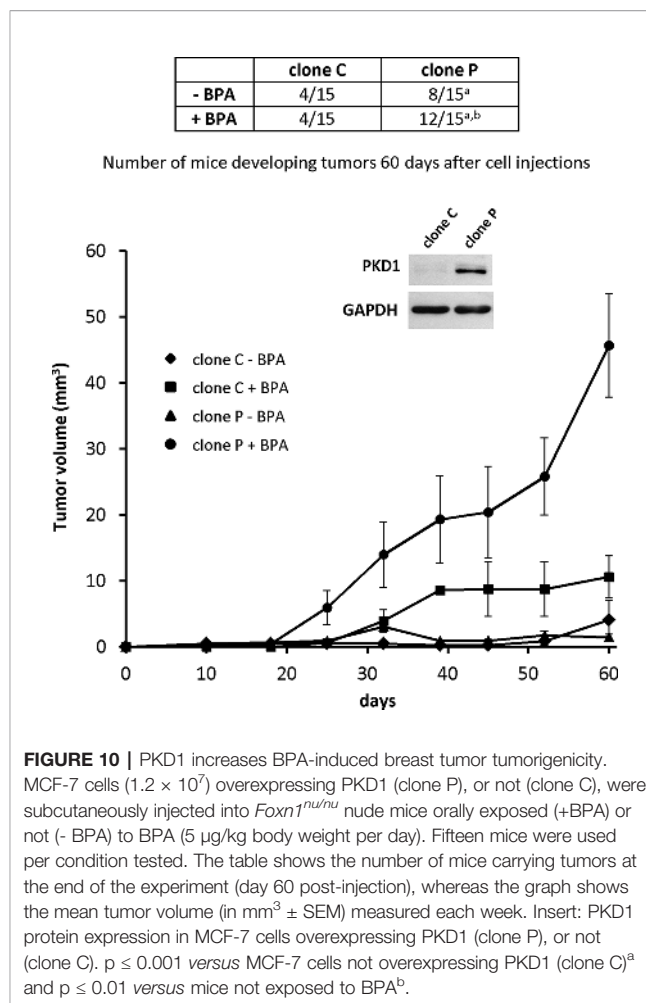 clone C clone P
- BPA 4/15 8/15ᵃ
+ BPA 4/15 12/15ᵃ,ᵇ
Number of mice developing tumors 60 days after cell injections
clone C clone P
PKD1
GAPDH
clone C - BPA
clone C + BPA
clone P - BPA
clone P + BPA
Tumor volume (mm³)
60
50
40
30
20
10
0
0 10 20 30 40 50 60
days
FIGURE 10 | PKD1 increases BPA-induced breast tumor tumorigenicity.
MCF-7 cells (1.2 × 10⁷) overexpressing PKD1 (clone P), or not (clone C), were
subcutaneously injected into Foxn1ⁿᵘ/ⁿᵘ nude mice orally exposed (+BPA) or
not (- BPA) to BPA (5 μg/kg body weight per day). Fifteen mice were used
per condition tested. The table shows the number of mice carrying tumors at
the end of the experiment (day 60 post-injection), whereas the graph shows
the mean tumor volume (in mm³ ± SEM) measured each week. Insert: PKD1
protein expression in MCF-7 cells overexpressing PKD1 (clone P), or not
(clone C). p ≤ 0.001 versus MCF-7 cells not overexpressing PKD1 (clone C)ᵃ
and p ≤ 0.01 versus mice not exposed to BPAᵇ.